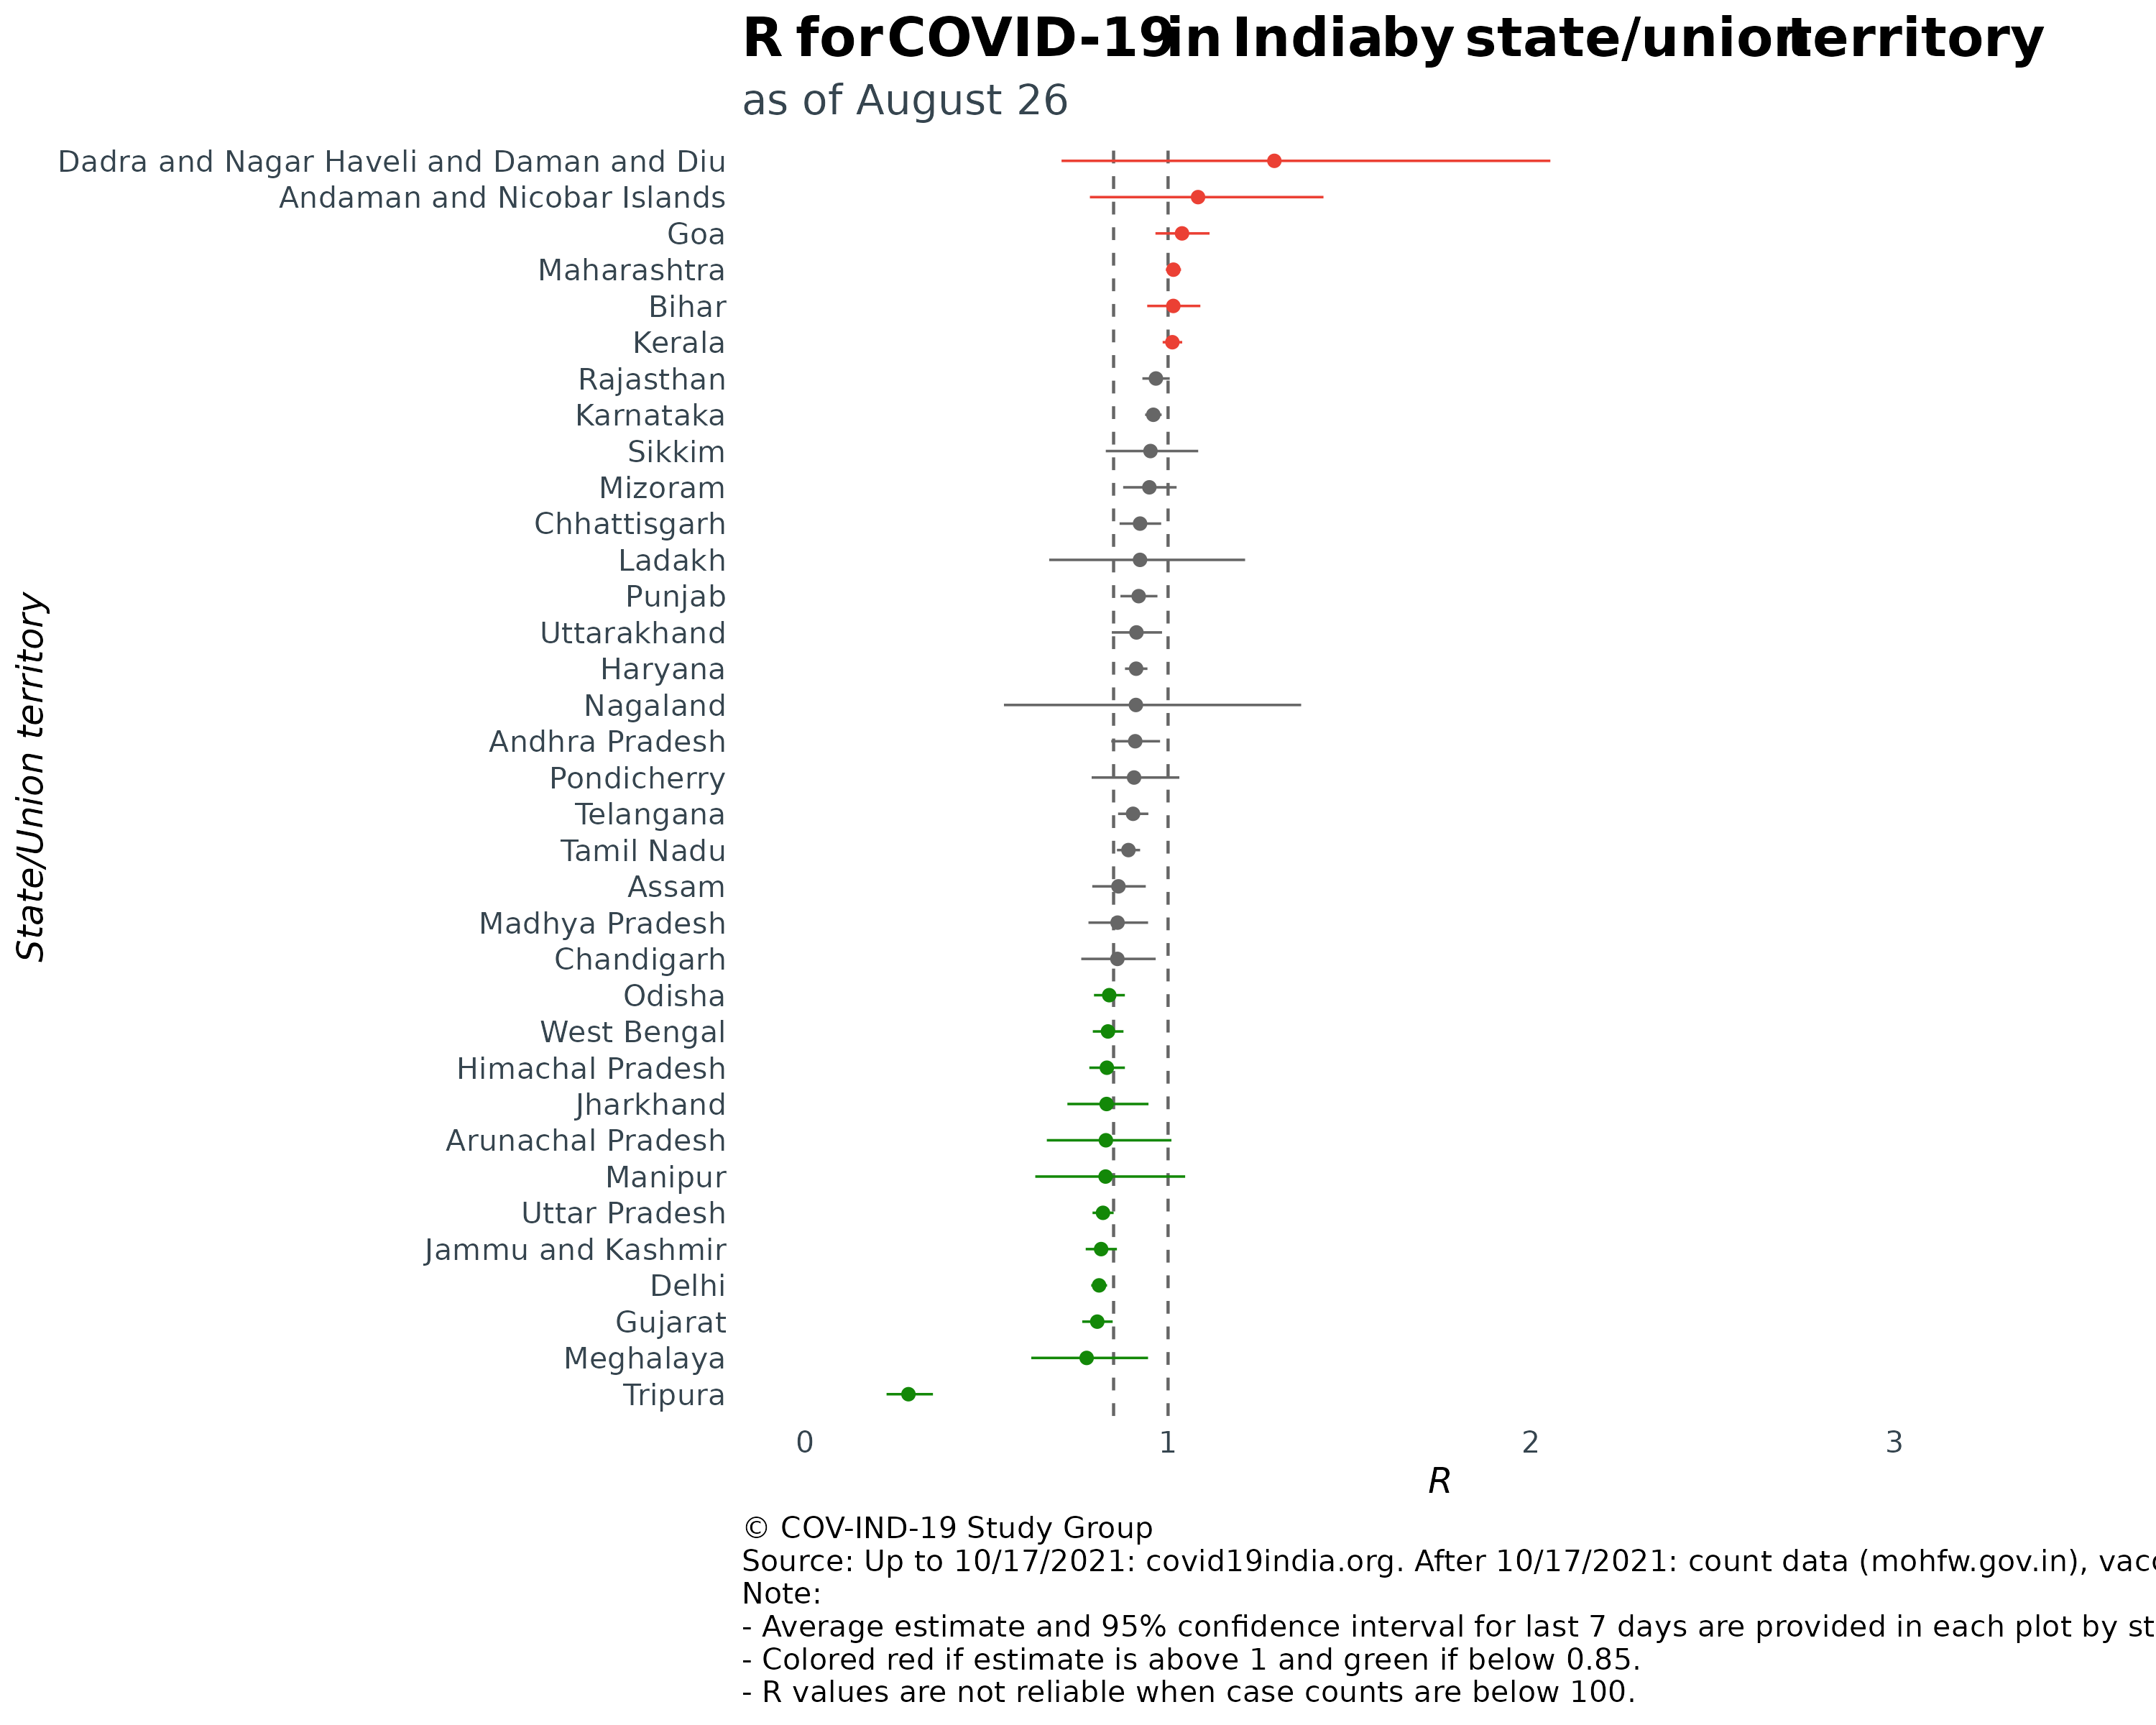 R for COVID-19 in India by state/union territory
as of August 26
Dadra and Nagar Haveli and Daman and Diu
Andaman and Nicobar Islands
Goa
Maharashtra
Bihar
Kerala
Rajasthan
Karnataka
Sikkim
Mizoram
Chhattisgarh
Ladakh
Punjab
Uttarakhand
Haryana
Nagaland
Andhra Pradesh
Pondicherry
Telangana
Tamil Nadu
Assam
Madhya Pradesh
Chandigarh
Odisha
West Bengal
Himachal Pradesh
Jharkhand
Arunachal Pradesh
Manipur
Uttar Pradesh
Jammu and Kashmir
Delhi
Gujarat
Meghalaya
Tripura
State/Union territory
0 1 2 3
R
© COV-IND-19 Study Group
Source: Up to 10/17/2021: covid19india.org. After 10/17/2021: count data (mohfw.gov.in),
Note:
- Average estimate and 95% confidence interval for last 7 days are provided in each plot by
- Colored red if estimate is above 1 and green if below 0.85.
- R values are not reliable when case counts are below 100.